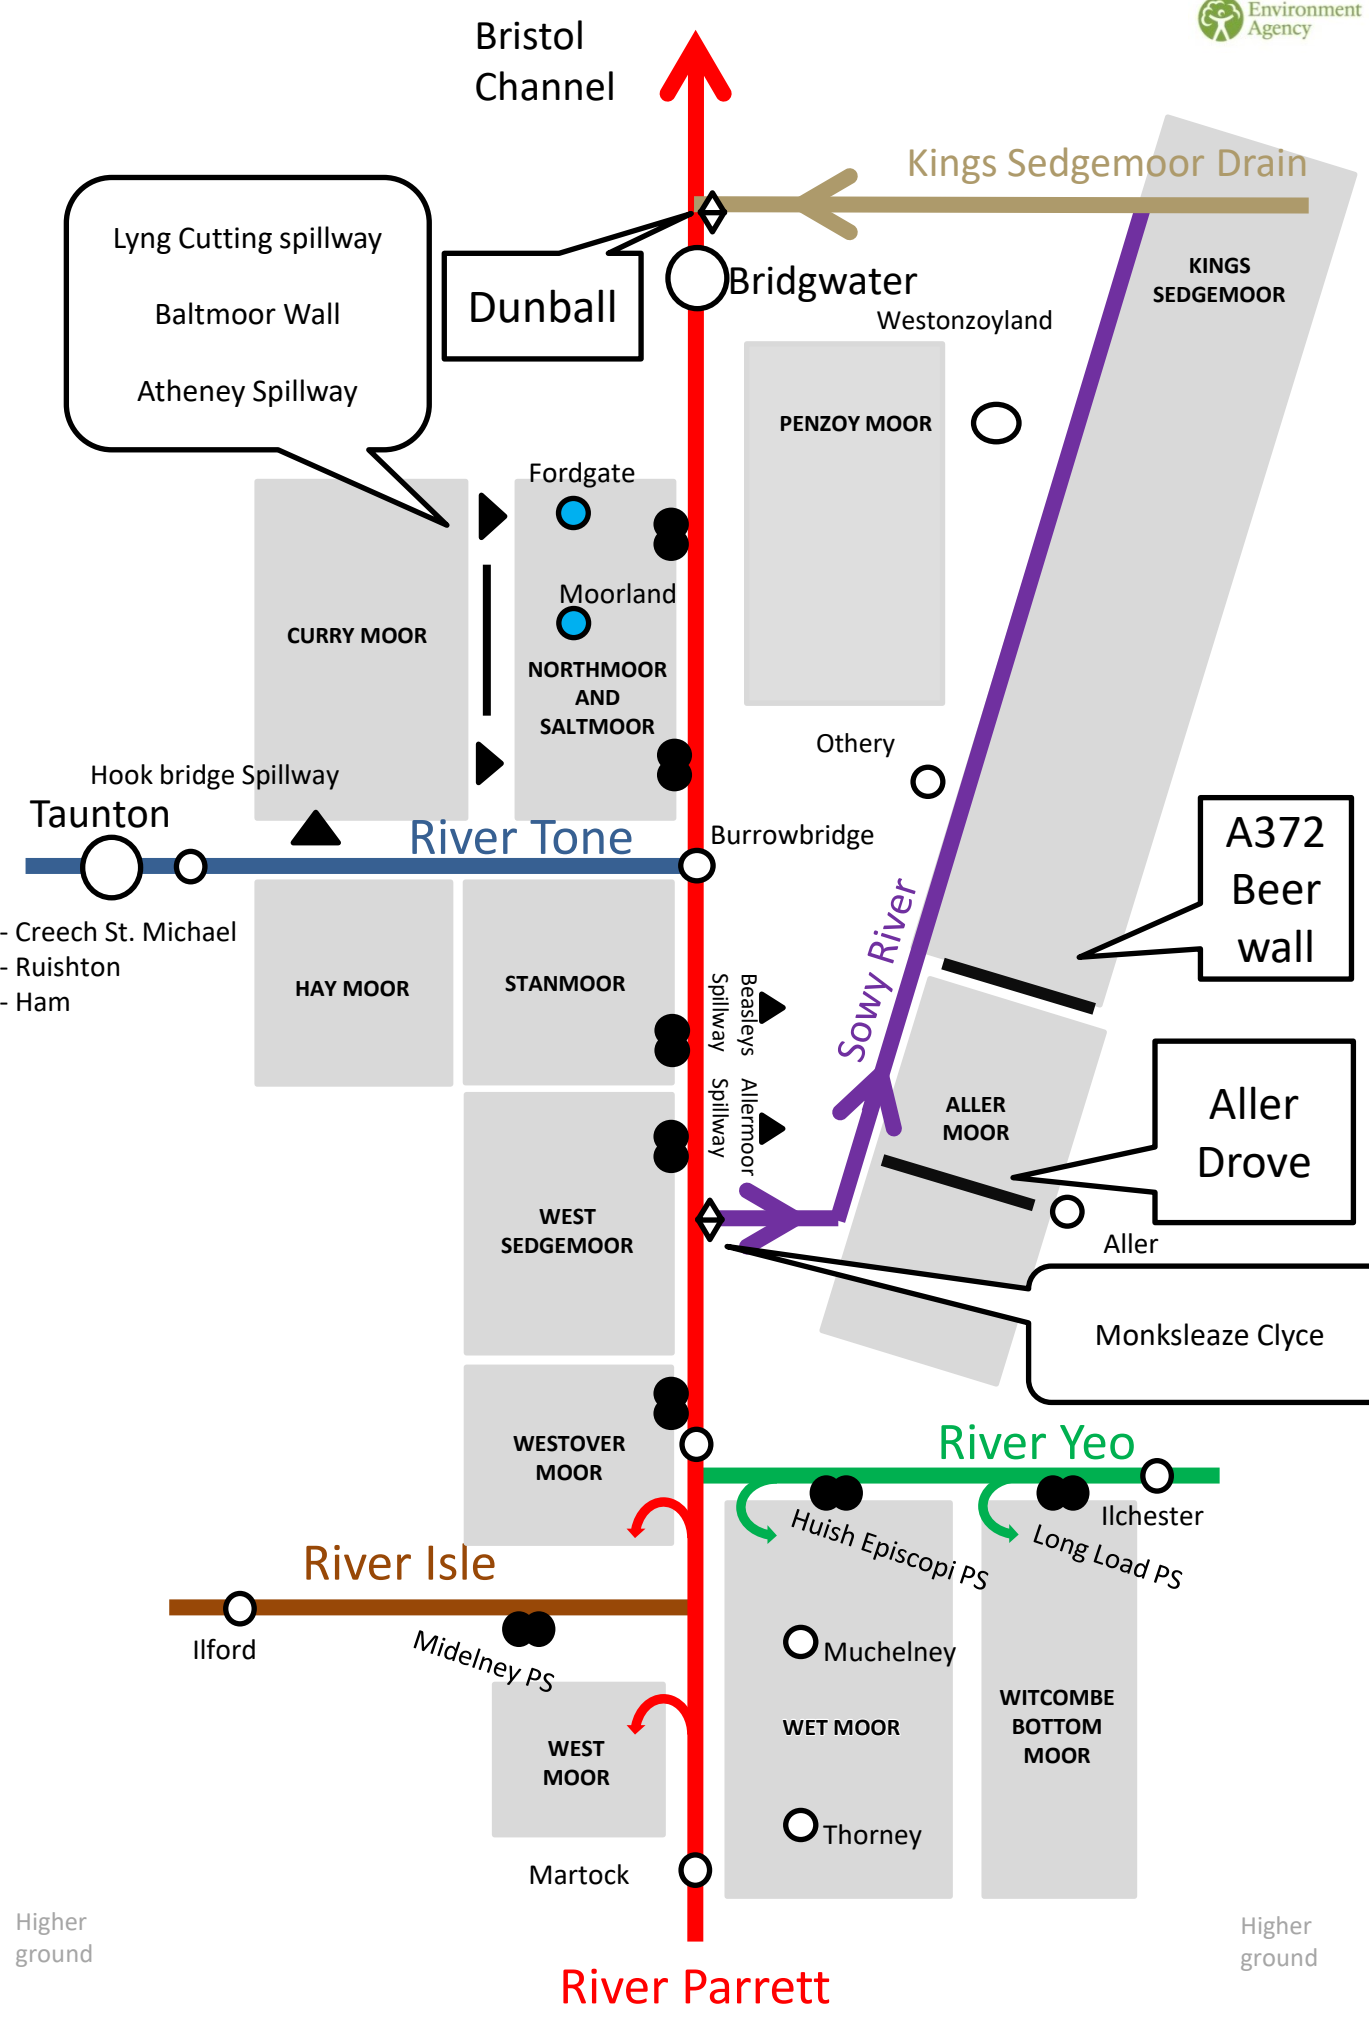 Environment
Agency
Bristol
Channel
Kings Sedgemoor Drain
Lyng Cutting spillway
Baltmoor Wall
Atheney Spillway
Dunball
Bridgwater
KINGS
SEDGEMOOR
Westonzoyland
PENZOY MOOR
Fordgate
Moorland
CURRY MOOR
NORTHMOOR
AND
SALTMOOR
Othery
Hook bridge Spillway
Taunton
River Tone
Burrowbridge
A372
Beer
wall
- Creech St. Michael
- Ruishton
- Ham
HAY MOOR
STANMOOR
Beasleys
Spillway
Sowy River
Allermoor
Spillway
ALLER
MOOR
Aller
Drove
WEST
SEDGEMOOR
Aller
Monksleaze Clyce
WESTOVER
MOOR
River Yeo
Huish Episcopi PS
Long Load PS
Ilchester
River Isle
Ilford
Midelney PS
Muchelney
WET MOOR
WITCOMBE
BOTTOM
MOOR
WEST
MOOR
Thorney
Martock
Higher
ground
Higher
ground
River Parrett